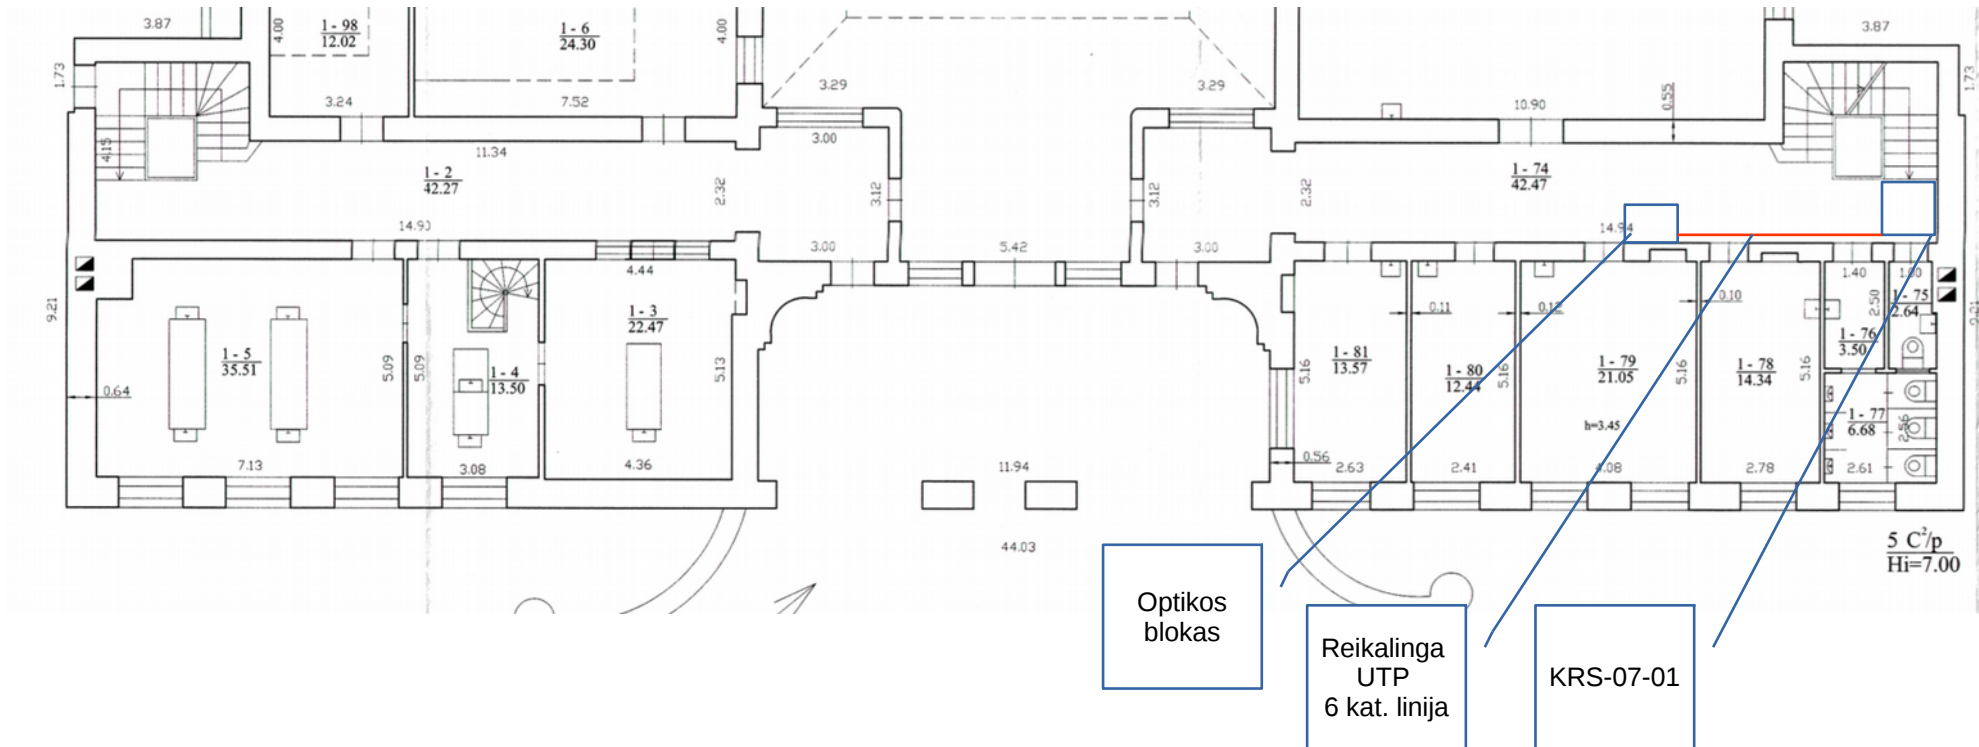 3.87
4.00
1 - 98
12.02
1 - 6
24.30
4.00
3.87
1.73
3.29
3.29
1.73
3.24
7.52
10.90
0.55
4.15
11.34
3.00
1 - 2
42.27
2.32
3.12
3.12
2.32
1 - 74
42.47
14.93
3.00
5.42
3.00
14.94
4.44
1.40
1.00
9.21
1 - 3
22.47
0.11
0.12
0.10
2.50
1 - 75
2.64
9.21
1 - 5
35.51
5.09
5.09
1 - 4
13.50
5.13
5.16
1 - 81
13.57
1 - 80
12.44
5.16
1 - 79
21.05
5.16
1 - 78
14.34
5.16
1 - 76
3.50
0.64
h=3.45
1 - 77
6.68
2.56
7.13
3.08
4.36
11.94
0.56
2.63
2.41
4.08
2.78
2.61
44.03
5 C²/p
Hi=7.00
Optikos
blokas
Reikalinga
UTP
6 kat. linija
KRS-07-01